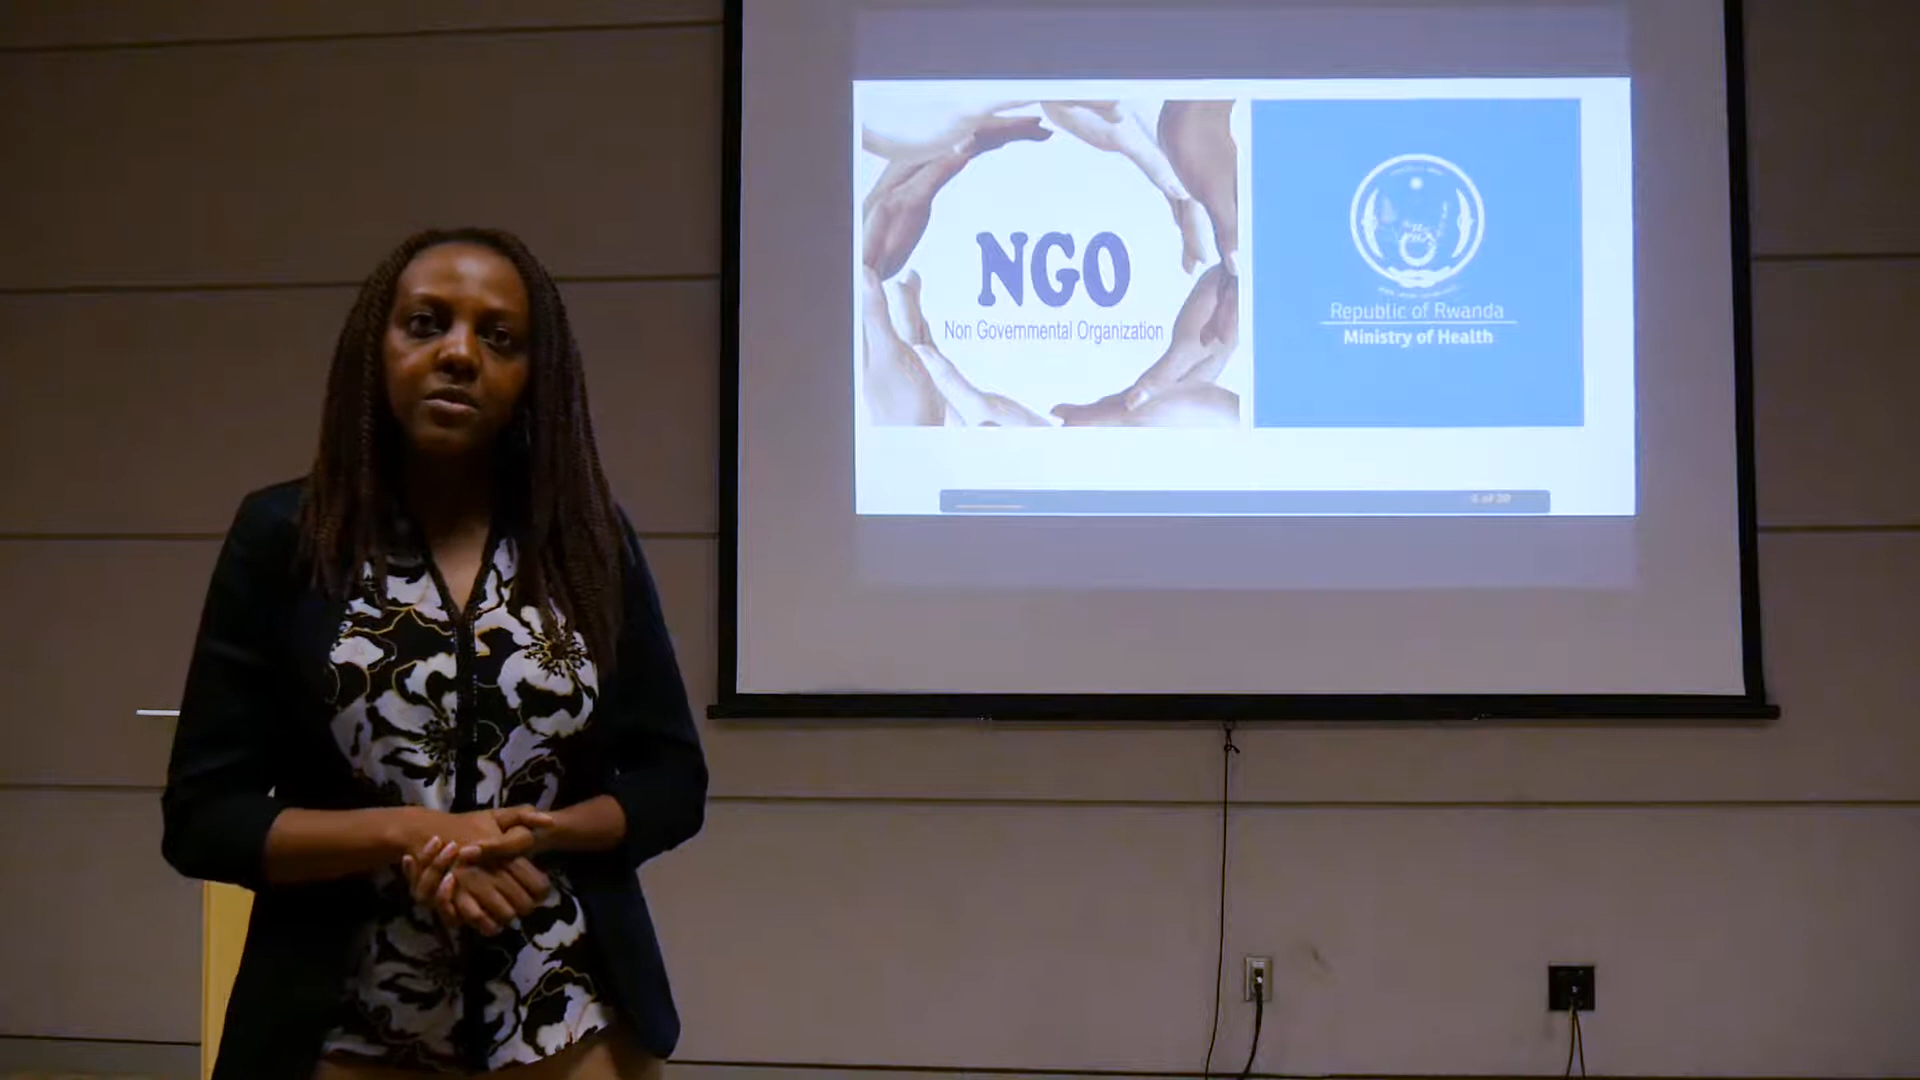 NGO
Non Governmental Organization
Republic of Rwanda
Ministry of Health